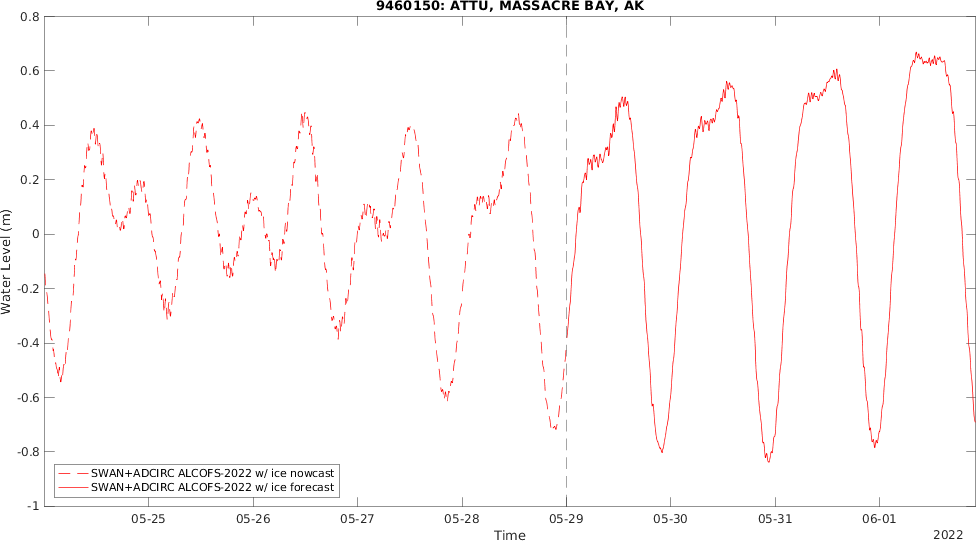 9460150: ATTU, MASSACRE BAY, AK
0.8
0.6
0.4
0.2
0
-0.2
-0.4
-0.6
-0.8
-1
Water Level (m)
SWAN+ADCIRC ALCOFS-2022 w/ ice nowcast
SWAN+ADCIRC ALCOFS-2022 w/ ice forecast
05-25 05-26 05-27 05-28 05-29 05-30 05-31 06-01
Time
2022